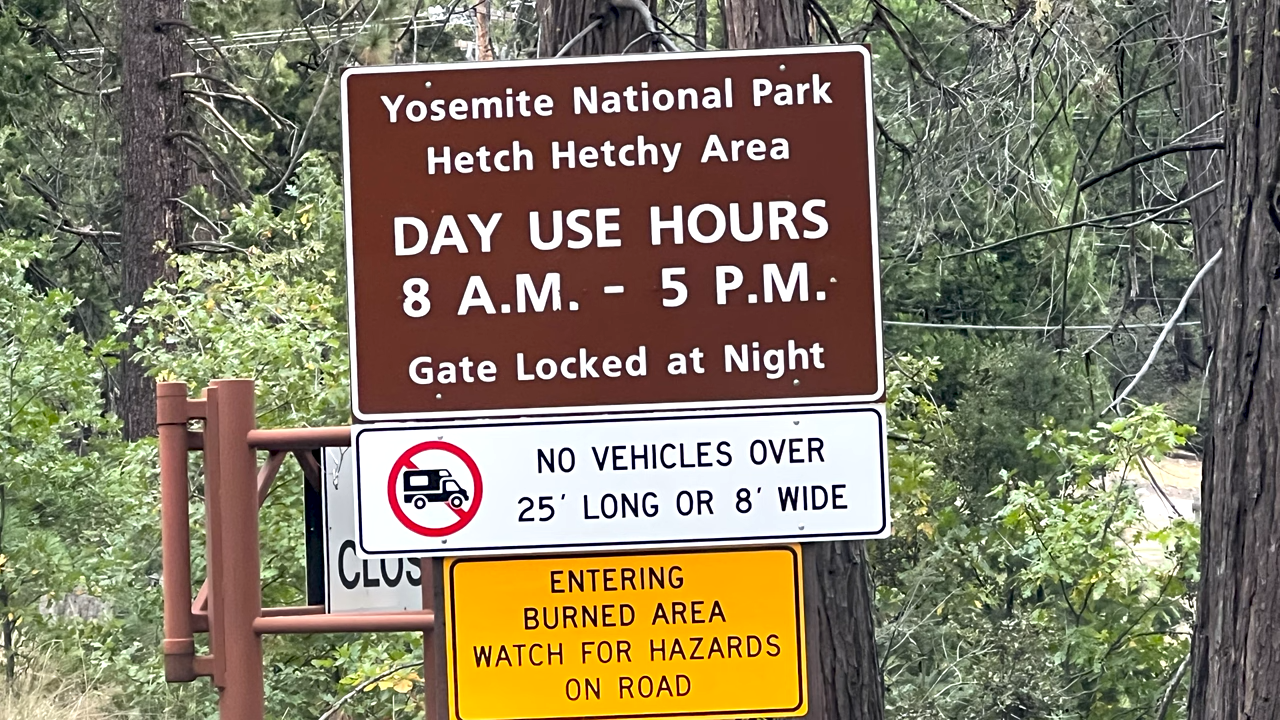 Yosemite National Park
Hetch Hetchy Area
DAY USE HOURS
8 A.M. - 5 P.M.
Gate Locked at Night
NO VEHICLES OVER
25' LONG OR 8' WIDE
CLOS
ENTERING
BURNED AREA
WATCH FOR HAZARDS
ON ROAD